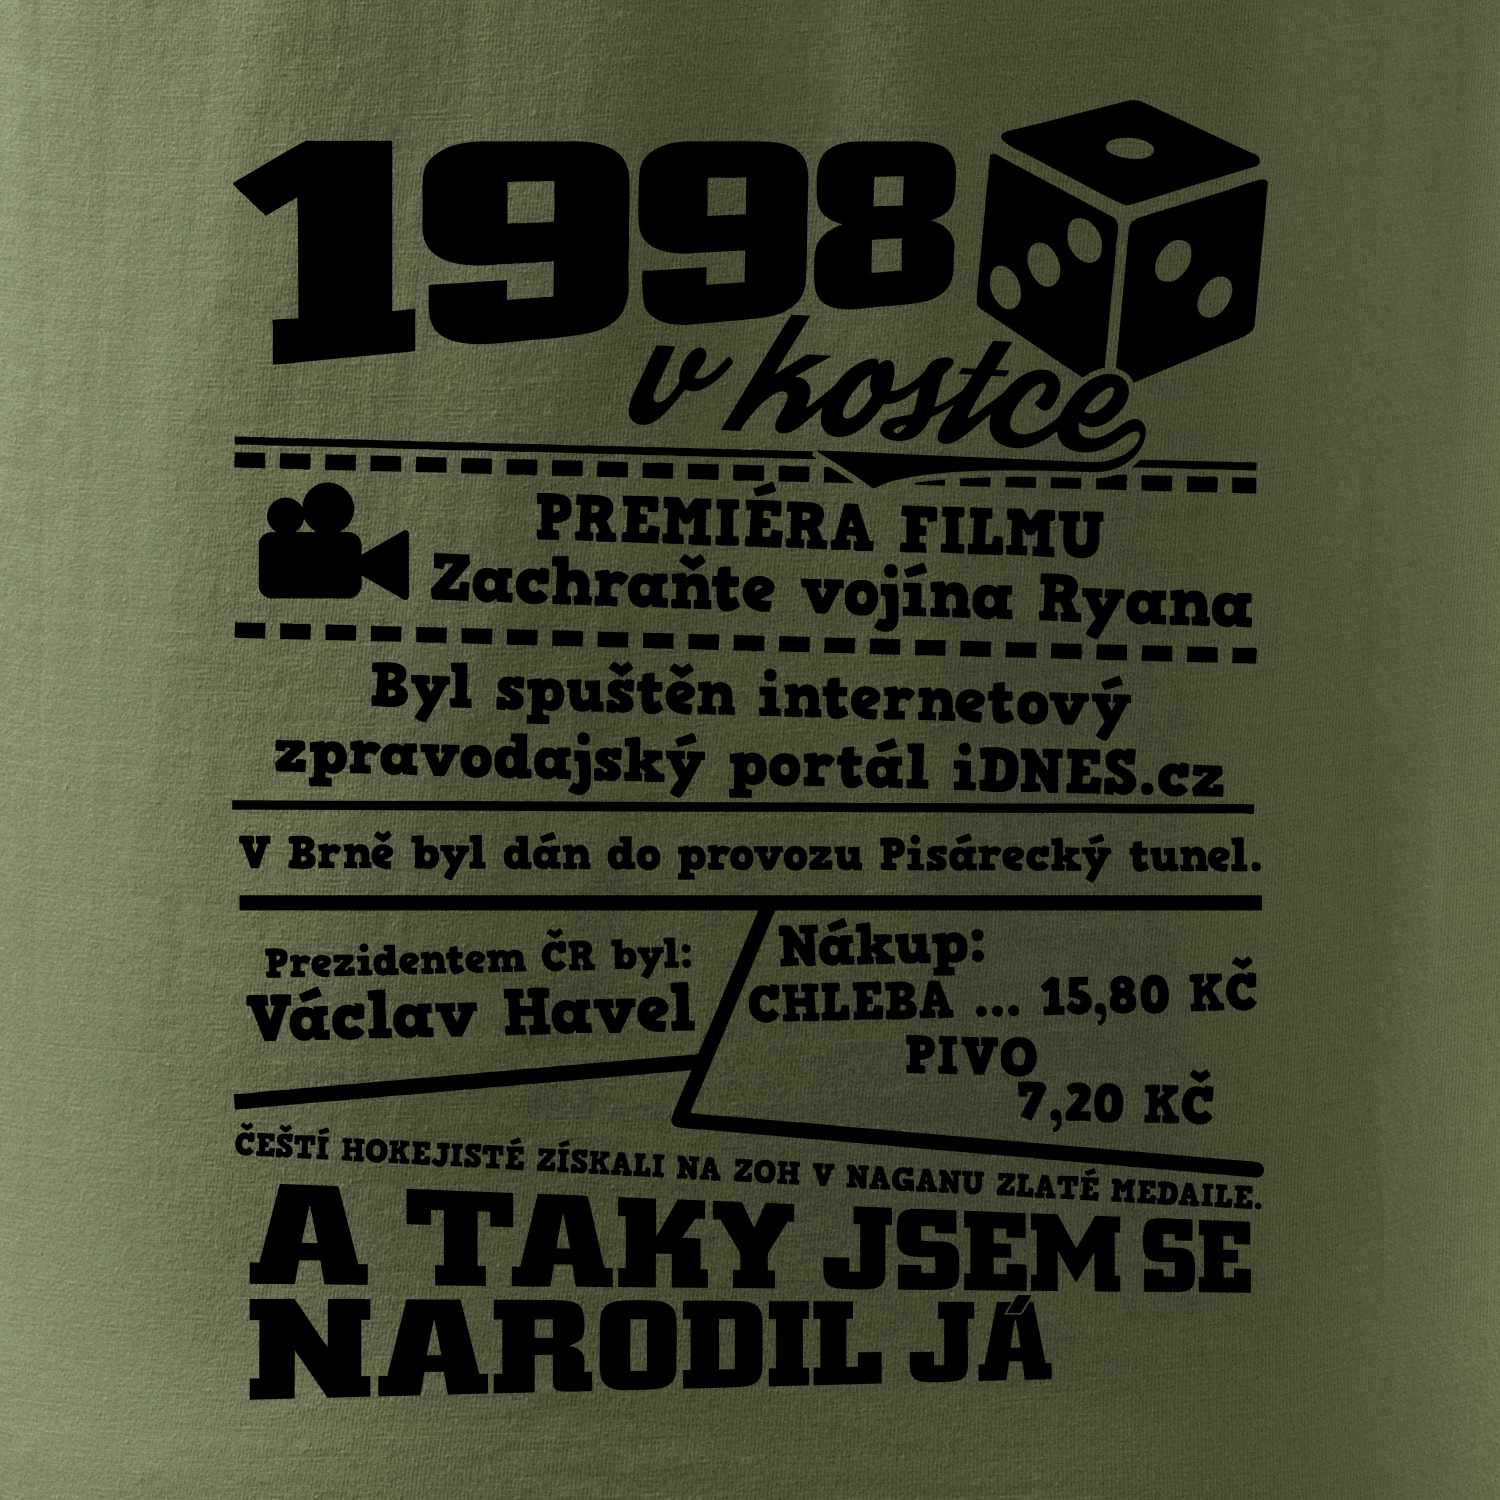 1998
v kostce
PREMIÉRA FILMU
Zachraňte vojína Ryana
Byl spuštěn internetový
zpravodajský portál iDNES.cz
V Brně byl dán do provozu Pisárecký tunel.
Prezidentem ČR byl:
Václav Havel
Nákup:
CHLEBA ... 15,80 KČ
PIVO
7,20 KČ
ČEŠTÍ HOKEJISTÉ ZÍSKALI NA ZOH V NAGANU ZLATÉ MEDAILE.
A TAKY JSEM SE
NARODIL JÁ